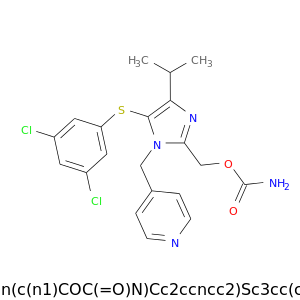 H₃C CH₃
Cl S N
N O
NH₂
Cl O
N
n(c(n1)COC(=O)N)Cc2ccncc2)Sc3cc(c